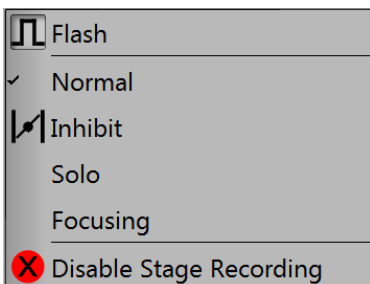 Flash
Normal
Inhibit
Solo
Focusing
Disable Stage Recording